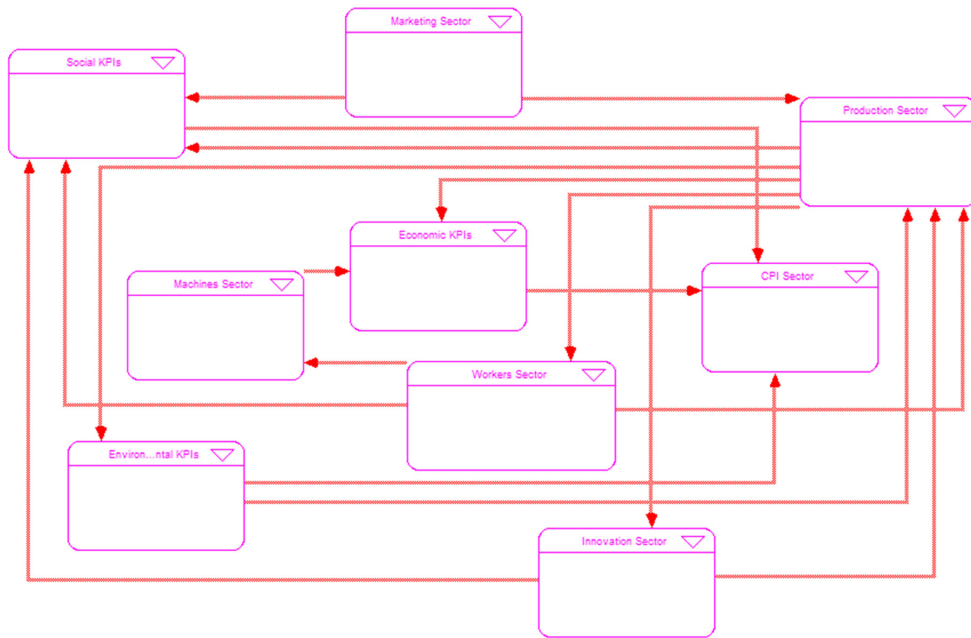 Marketing Sector
Social KPIs
Production Sector
Economic KPIs
CPI Sector
Machines Sector
Workers Sector
Environ...ntal KPIs
Innovation Sector